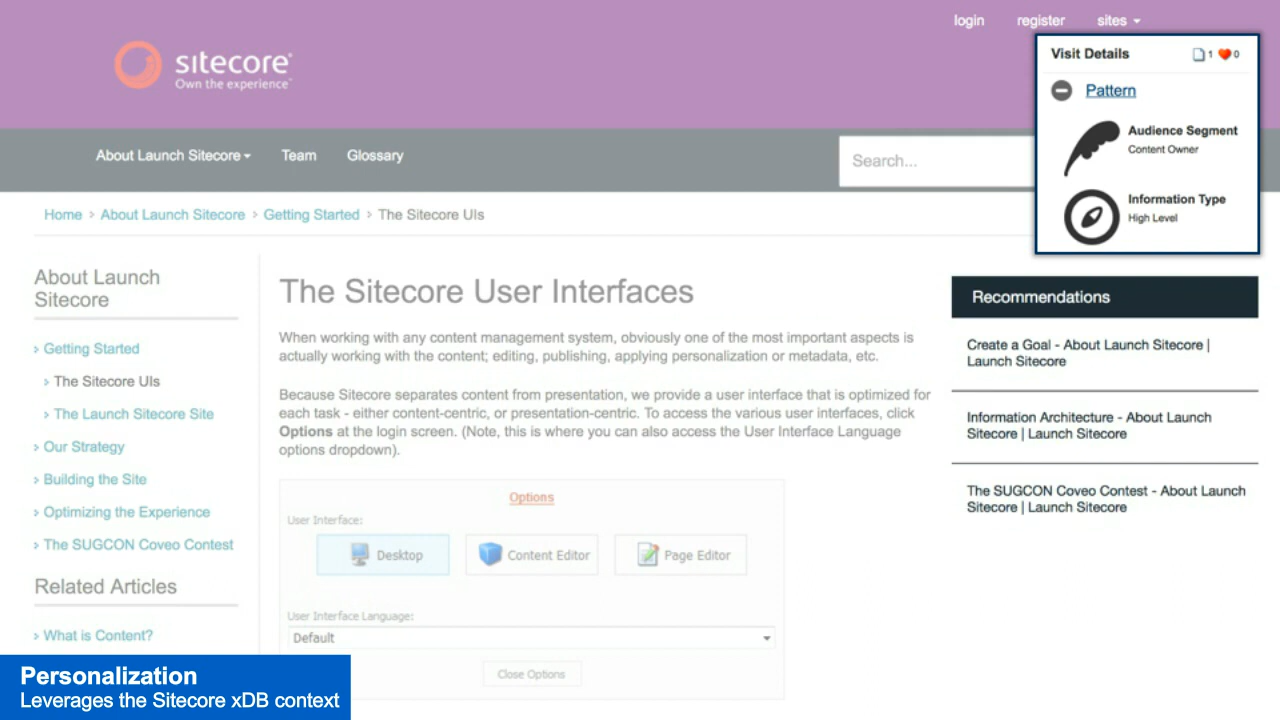 login register sites
sitecore
Own the experience
Visit Details 1 0
Pattern
Audience Segment
Content Owner
Information Type
High Level
About Launch Sitecore Team Glossary
Search...
Home > About Launch Sitecore > Getting Started > The Sitecore UIs
About Launch
Sitecore
Getting Started
The Sitecore UIs
The Launch Sitecore Site
Our Strategy
Building the Site
Optimizing the Experience
The SUGCON Coveo Contest
Related Articles
What is Content?
The Sitecore User Interfaces
When working with any content management system, obviously one of the most important aspects is
actually working with the content; editing, publishing, applying personalization or metadata, etc.
Because Sitecore separates content from presentation, we provide a user interface that is optimized for
each task - either content-centric, or presentation-centric. To access the various user interfaces, click
Options at the login screen. (Note, this is where you can also access the User Interface Language
options dropdown).
Options
User Interface:
Desktop Content Editor Page Editor
User Interface Language:
Default
Close Options
Recommendations
Create a Goal - About Launch Sitecore |
Launch Sitecore
Information Architecture - About Launch
Sitecore | Launch Sitecore
The SUGCON Coveo Contest - About Launch
Sitecore | Launch Sitecore
Personalization
Leverages the Sitecore xDB context